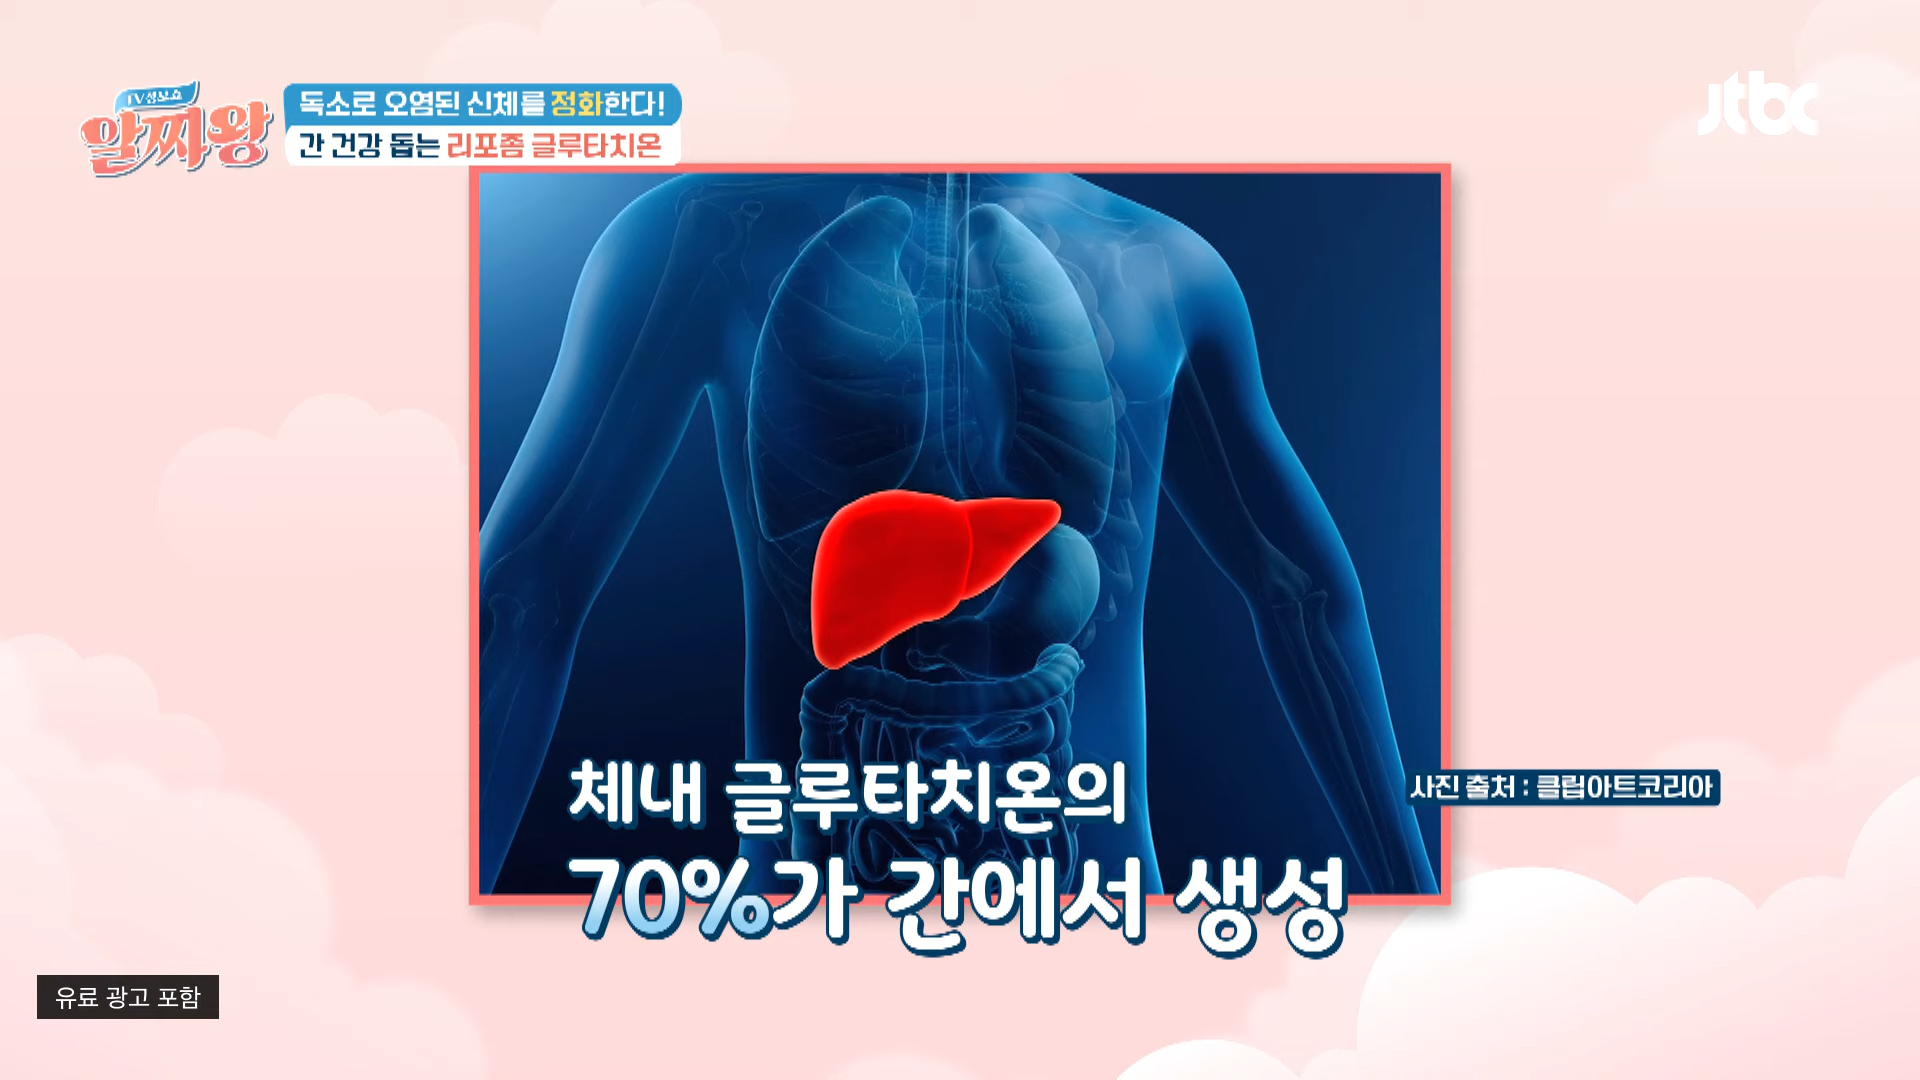 TV정보쇼
알짜왕
독소로 오염된 신체를 정화한다!
간 건강 돕는 리포좀 글루타치온
jtbc
체내 글루타치온의
70%가 간에서 생성
사진 출처 : 클립아트코리아
유료 광고 포함